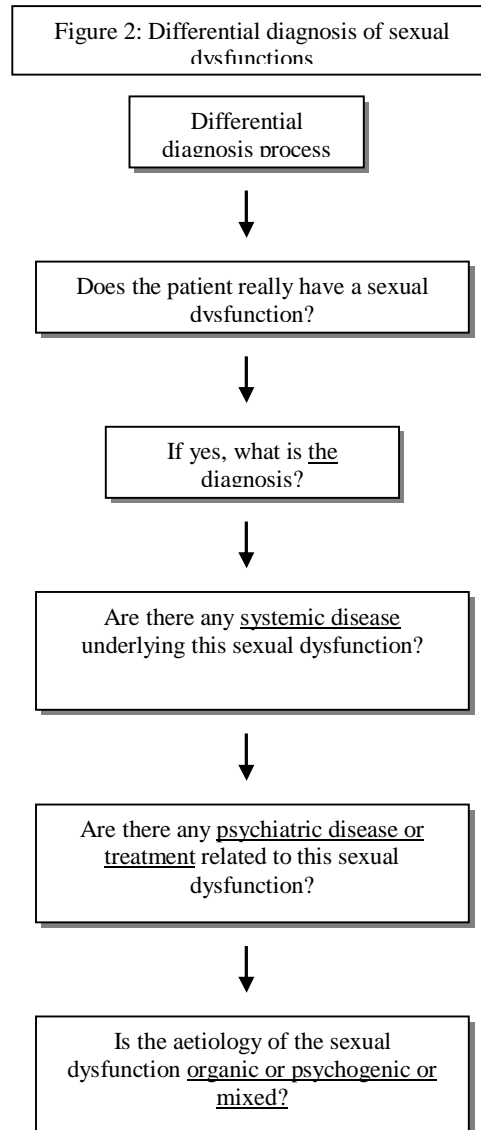 Figure 2: Differential diagnosis of sexual
dysfunctions
Differential
diagnosis process
Does the patient really have a sexual
dysfunction?
If yes, what is the
diagnosis?
Are there any systemic disease
underlying this sexual dysfunction?
Are there any psychiatric disease or
treatment related to this sexual
dysfunction?
Is the aetiology of the sexual
dysfunction organic or psychogenic or
mixed?